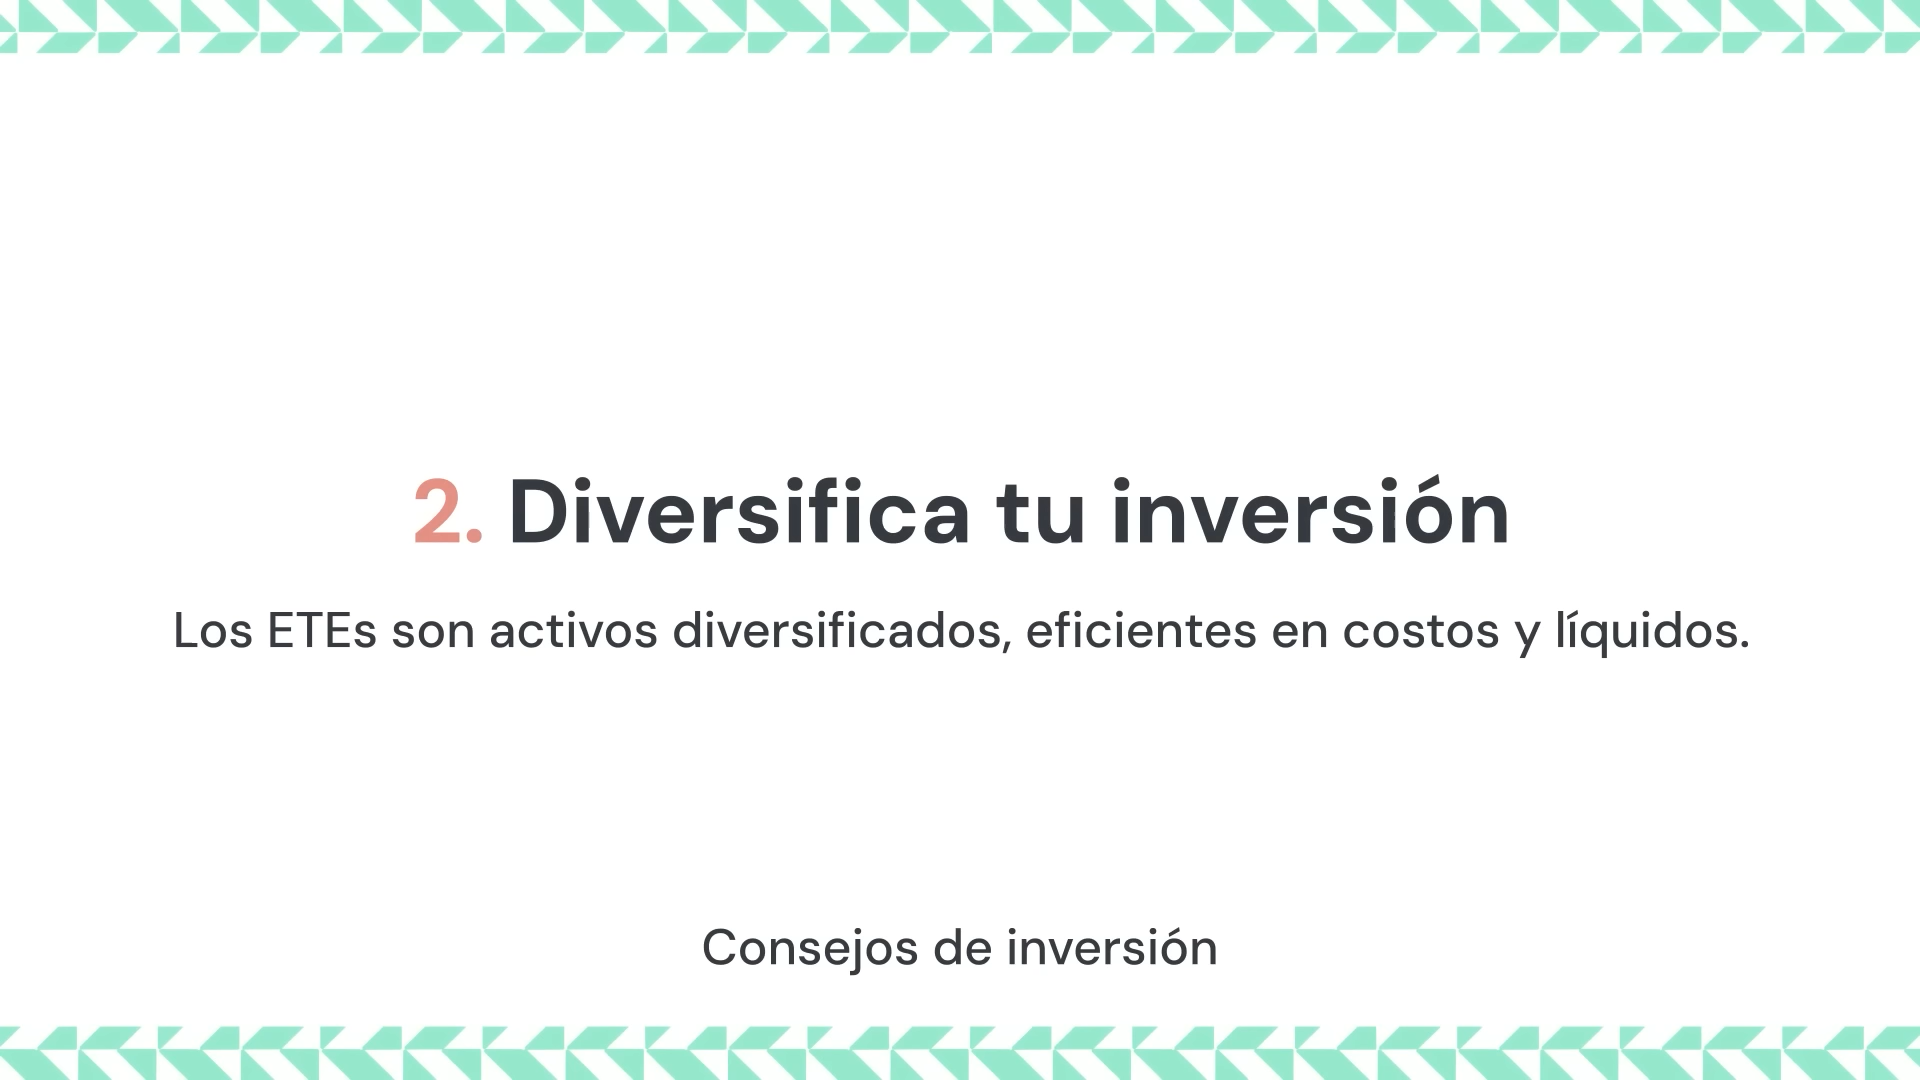 2. Diversifica tu inversión
Los ETEs son activos diversificados, eficientes en costos y líquidos.
Consejos de inversión